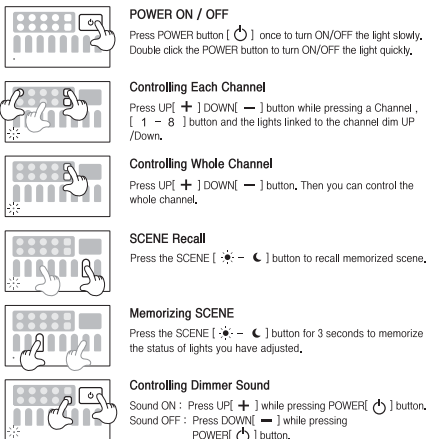 POWER ON / OFF
Press POWER button [ ⏻ ] once to turn ON/OFF the light slowly.
Double click the POWER button to turn ON/OFF the light quickly.
Controlling Each Channel
Press UP[ + ] DOWN[ — ] button while pressing a Channel ,
[ 1 - 8 ] button and the lights linked to the channel dim UP
/Down.
Controlling Whole Channel
Press UP[ + ] DOWN[ — ] button. Then you can control the
whole channel.
SCENE Recall
Press the SCENE [ ☀ - ☾ ] button to recall memorized scene.
Memorizing SCENE
Press the SCENE [ ☀ - ☾ ] button for 3 seconds to memorize
the status of lights you have adjusted.
Controlling Dimmer Sound
Sound ON : Press UP[ + ] while pressing POWER[ ⏻ ] button.
Sound OFF : Press DOWN[ — ] while pressing
POWER[ ⏻ ] button.